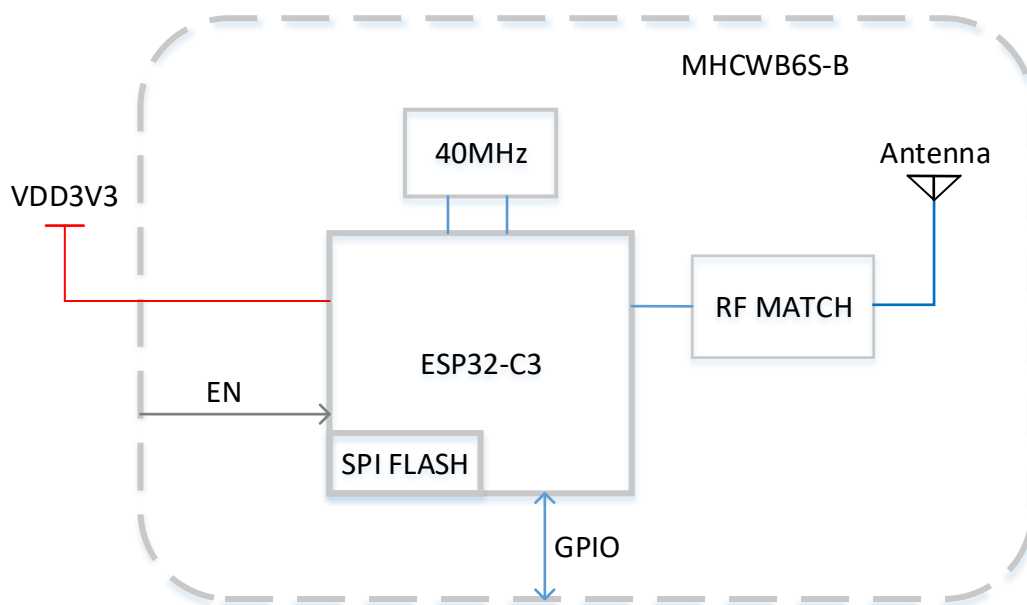 MHCWB6S-B
40MHz
Antenna
VDD3V3
RF MATCH
ESP32-C3
EN
SPI FLASH
GPIO